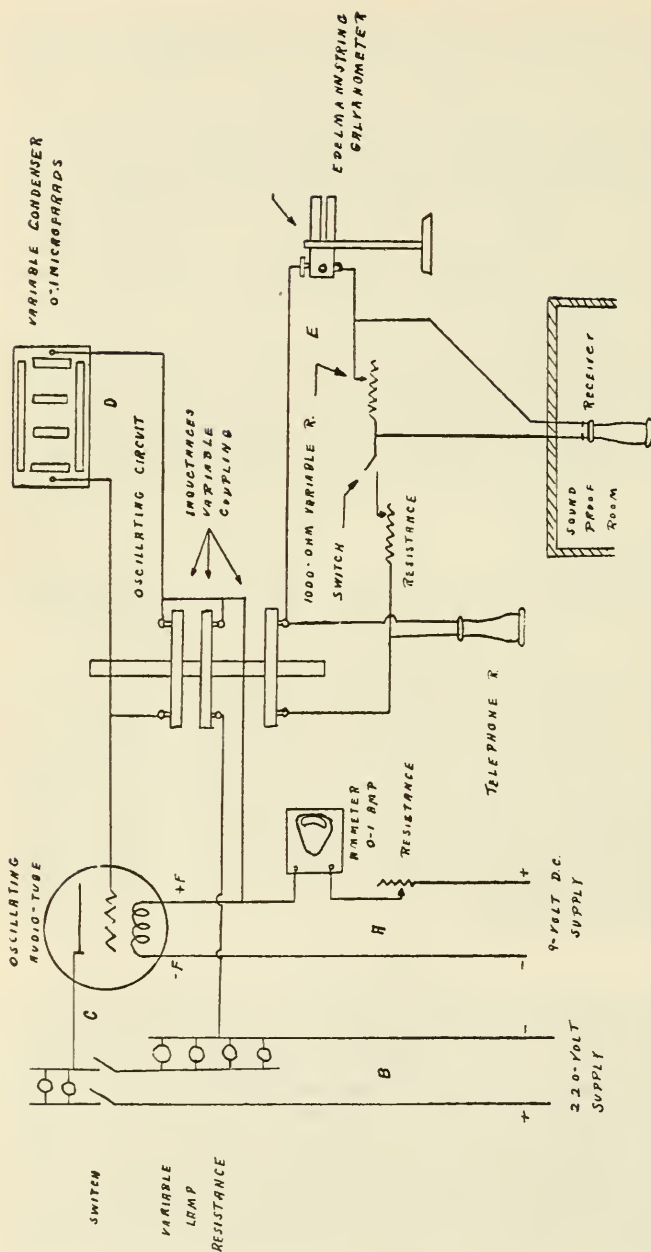 SWITCH
VARIABLE
LAMP
RESISTANCE
C
OSCILLATING
AUDIO-TUBE
-F
+F
VARIABLE CONDENSER
0-.1 MICROFARADS
D
OSCILLATING CIRCUIT
INDUCTANCES
VARIABLE
COUPLING
B
+
-
220-VOLT
SUPPLY
A
-
+
9-VOLT D.C.
SUPPLY
AMMETER
0-1 AMP
RESISTANCE
TELEPHONE R
E
1000-OHM VARIABLE R.
SWITCH
RESISTANCE
EDELMANN STRING
GALVANOMETER
SOUND
PROOF
ROOM
RECEIVER